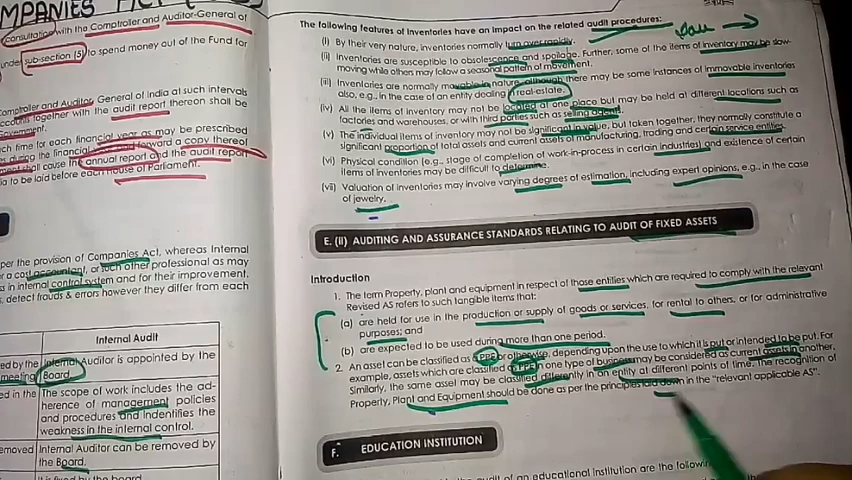 MPANIES ACT
consultation with the Comptroller and Auditor-General of
under sub-section (5) to spend money out of the Fund for
Comptroller and Auditor General of India at such intervals
accounts together with the audit report thereon shall be
Government.
ch time for each financial year as may be prescribed
s during the financial year and forward a copy thereof
ment shall cause the annual report and the audit report
ia to be laid before each house of Parliament.
per the provision of Companies Act, whereas Internal
r a cost accountant, or such other professional as may
s in internal control system and for their improvement.
, detect frauds & errors however they differ from each
Internal Audit
ed by the
meeting
Internal Auditor is appointed by the
Board.
ed in the
The scope of work includes the ad-
herence of management policies
and procedures and indentifies the
weakness in the internal control.
emoved
Internal Auditor can be removed by
the Board.
The following features of inventories have an impact on the related audit procedures:
(i) By their very nature, inventories normally turn over rapidly.
(ii) Inventories are susceptible to obsolescence and spoilage. Further, some of the items of inventory may be slow-
moving while others may follow a seasonal pattern of movement.
(iii) Inventories are normally movable in nature, although there may be some instances of immovable inventories
also, e.g., in the case of an entity dealing in real-estate.
(iv) All the items of inventory may not be located at one place but may be held at different locations such as
factories and warehouses, or with third parties such as selling agents.
(v) The individual items of inventory may not be significant in value, but taken together, they normally constitute a
significant proportion of total assets and current assets of manufacturing, trading and certain service entities.
(vi) Physical condition (e.g., stage of completion of work-in-process in certain industries) and existence of certain
items of inventories may be difficult to determine.
(vii) Valuation of inventories may involve varying degrees of estimation, including expert opinions, e.g., in the case
of jewelry.
E. (II) AUDITING AND ASSURANCE STANDARDS RELATING TO AUDIT OF FIXED ASSETS
Introduction
1. The term Property, plant and equipment in respect of those entities which are required to comply with the relevant
Revised AS refers to such tangible items that:
(a) are held for use in the production or supply of goods or services, for rental to others, or for administrative
purposes; and
(b) are expected to be used during more than one period.
2. An asset can be classified as PPE or otherwise, depending upon the use to which it is put or intended to be put. For
example, assets which are classified as PPE in one type of business may be considered as current assets in another.
Similarly, the same asset may be classified differently in an entity at different points of time. The recognition of
Property, Plant and Equipment should be done as per the principles laid down in the "relevant applicable AS".
F. EDUCATION INSTITUTION
audit of an educational institution are the following